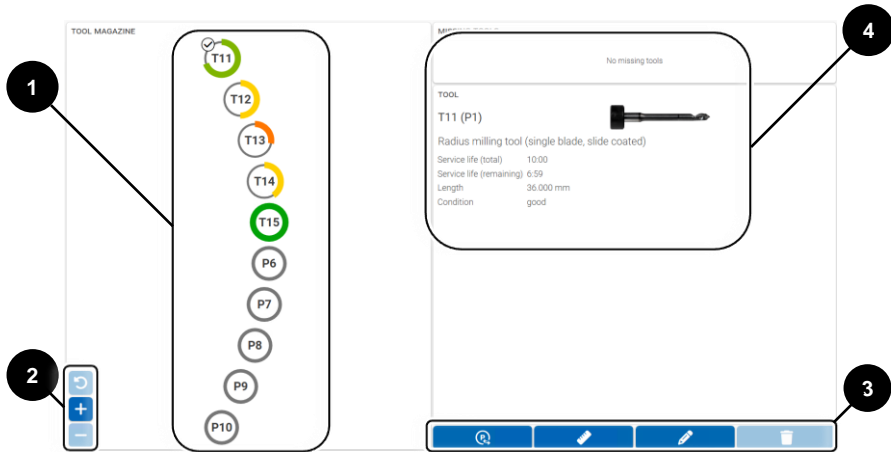 TOOL MAGAZINE
1
T11
T12
T13
T14
T15
P6
P7
P8
P9
P10
2
4
No missing tools
TOOL
T11 (P1)
Radius milling tool (single blade, slide coated)
Service life (total) 10:00
Service life (remaining) 6:59
Length 36.000 mm
Condition good
3
P